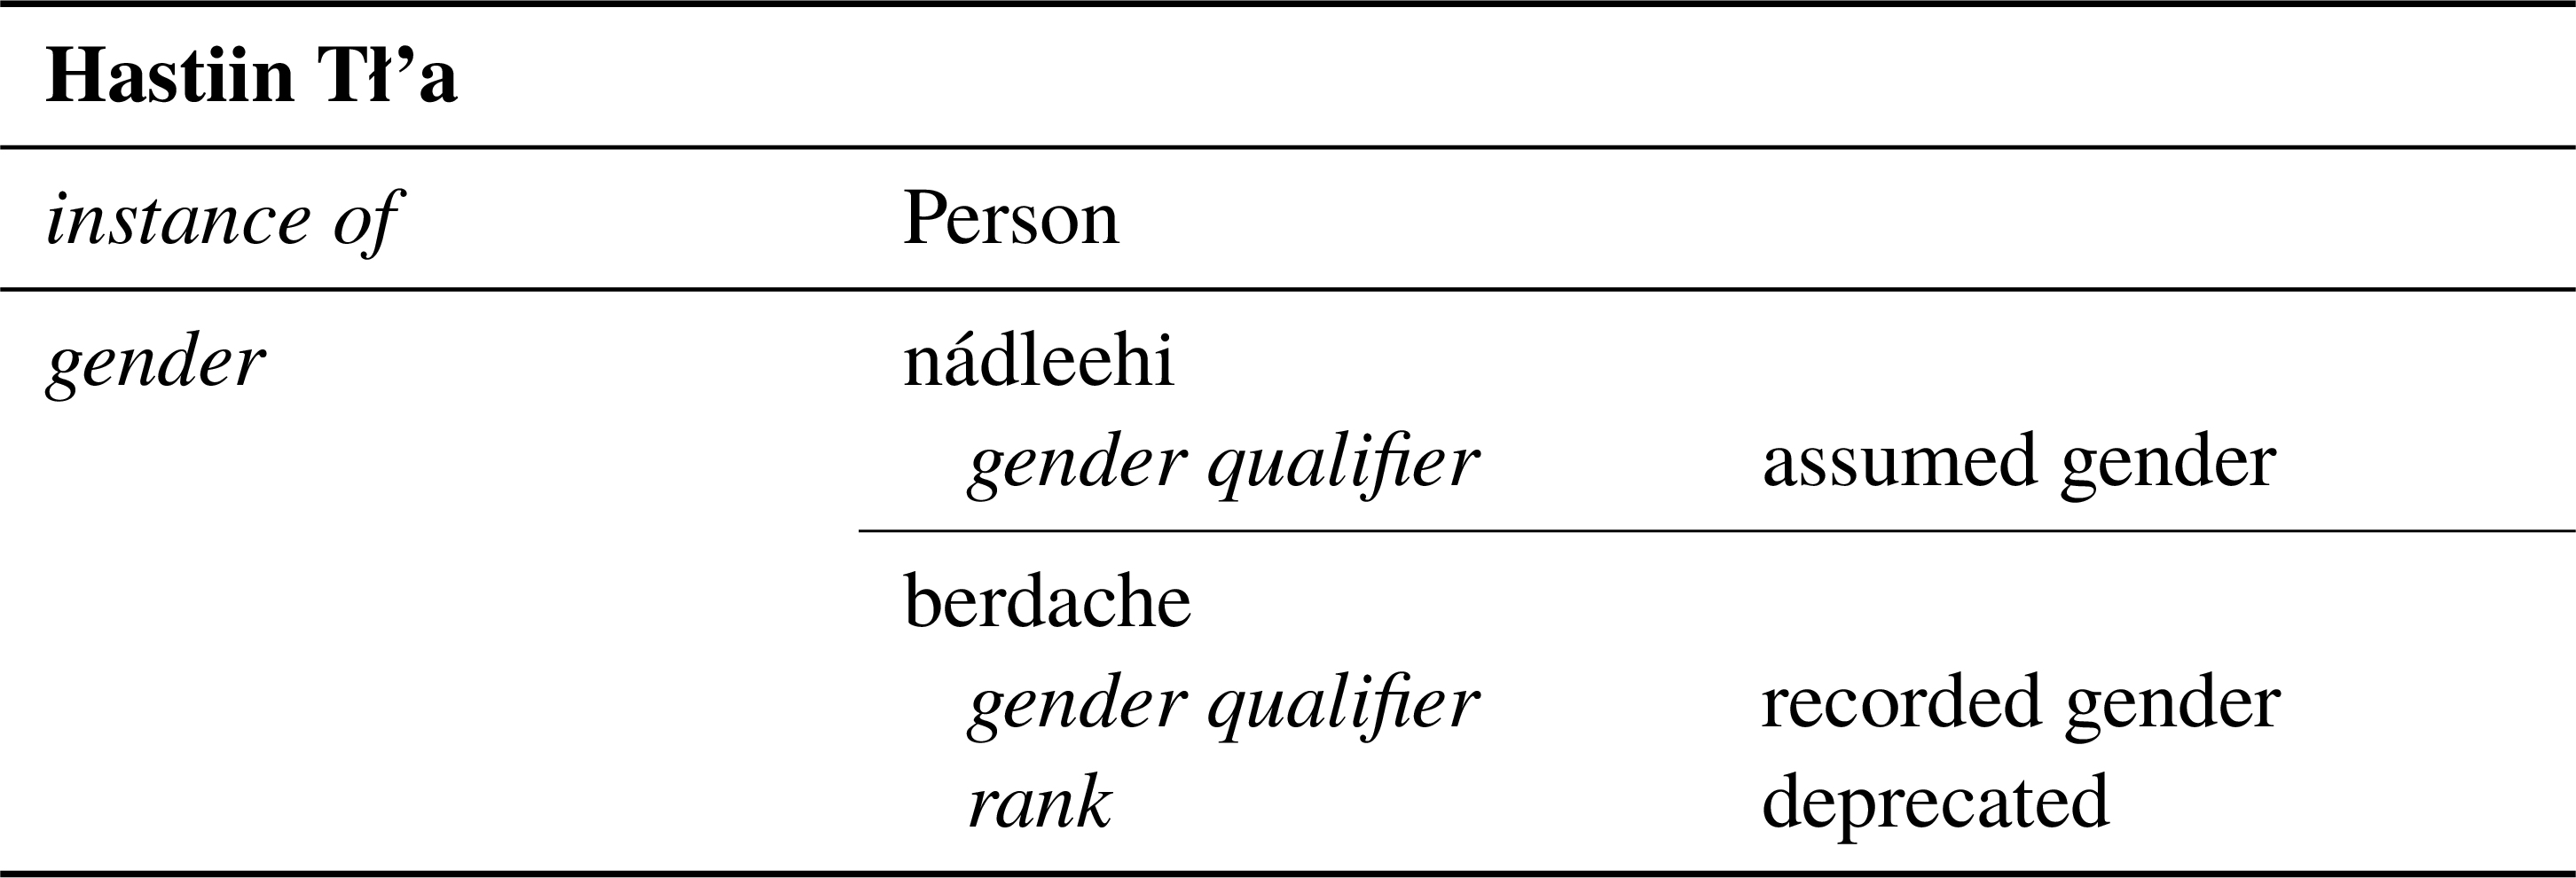 Hastiin Tł’a
instance of Person
gender nádleehi
gender qualifier assumed gender
berdache
gender qualifier recorded gender
rank deprecated